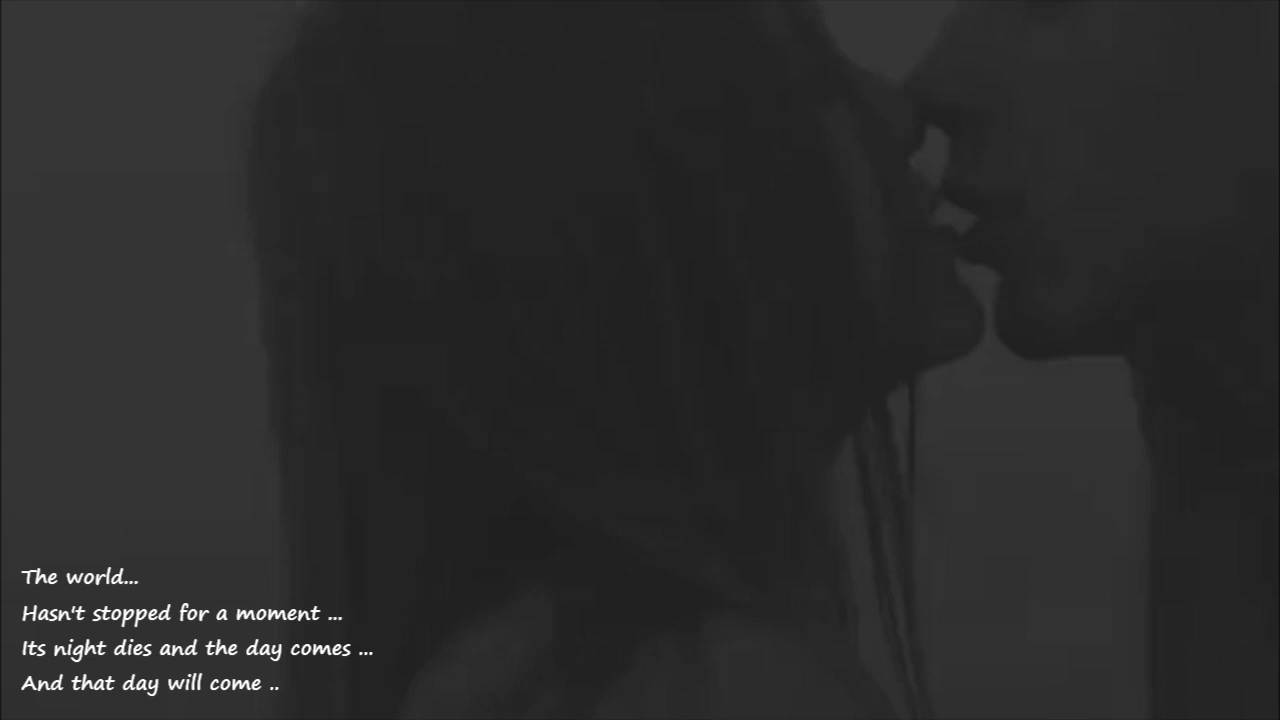 The world...
Hasn't stopped for a moment ...
Its night dies and the day comes ...
And that day will come ..